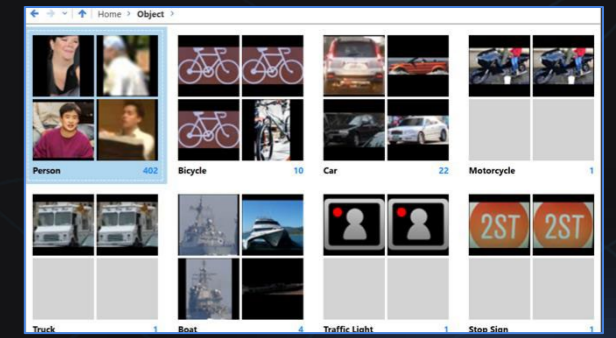 Home > Object >
Person 402
Bicycle 10
Car 22
Motorcycle 1
2ST 2ST
Truck 1
Boat 4
Traffic Light 1
Stop Sign 1